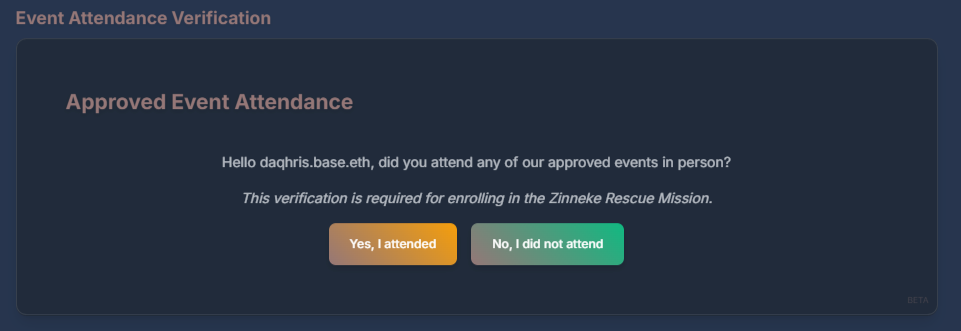 Event Attendance Verification
Approved Event Attendance
Hello daqhris.base.eth, did you attend any of our approved events in person?
This verification is required for enrolling in the Zinneke Rescue Mission.
Yes, I attended
No, I did not attend
BETA